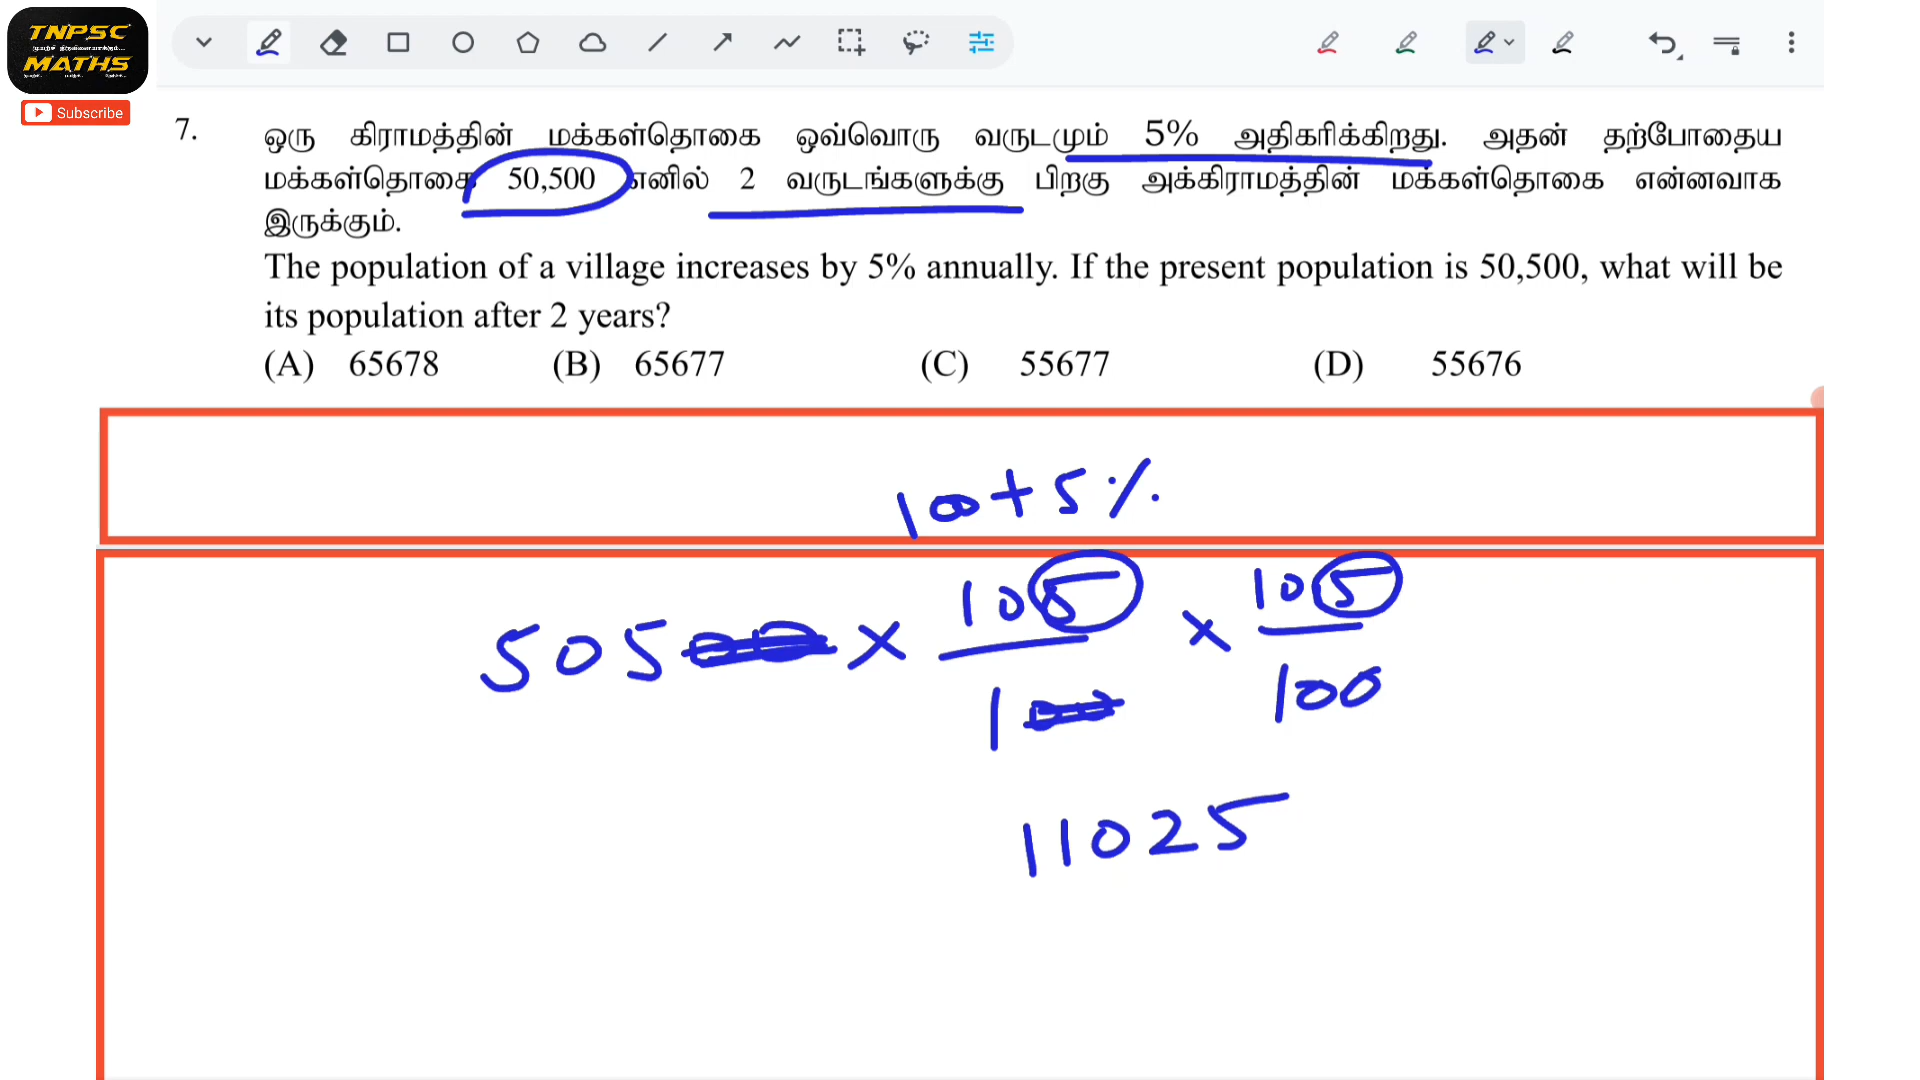 TNPSC
MATHS
Subscribe
7. ஒரு கிராமத்தின் மக்கள்தொகை ஒவ்வொரு வருடமும் 5% அதிகரிக்கிறது. அதன் தற்போதைய
மக்கள்தொகை 50,500 எனில் 2 வருடங்களுக்கு பிறகு அக்கிராமத்தின் மக்கள்தொகை என்னவாக
இருக்கும்.
The population of a village increases by 5% annually. If the present population is 50,500, what will be
its population after 2 years?
(A) 65678 (B) 65677 (C) 55677 (D) 55676
100+5%
50500 × 105/100 × 105/100
11025